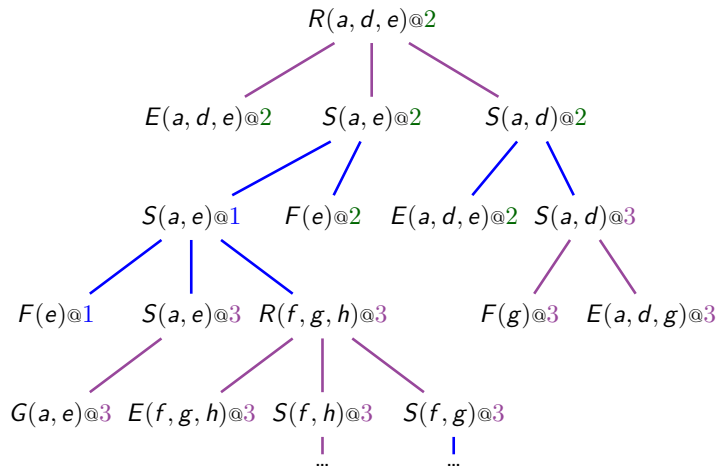 R(a, d, e)@2
E(a, d, e)@2 S(a, e)@2 S(a, d)@2
S(a, e)@1 F(e)@2 E(a, d, e)@2 S(a, d)@3
F(e)@1 S(a, e)@3 R(f, g, h)@3 F(g)@3 E(a, d, g)@3
G(a, e)@3 E(f, g, h)@3 S(f, h)@3 S(f, g)@3
... ...